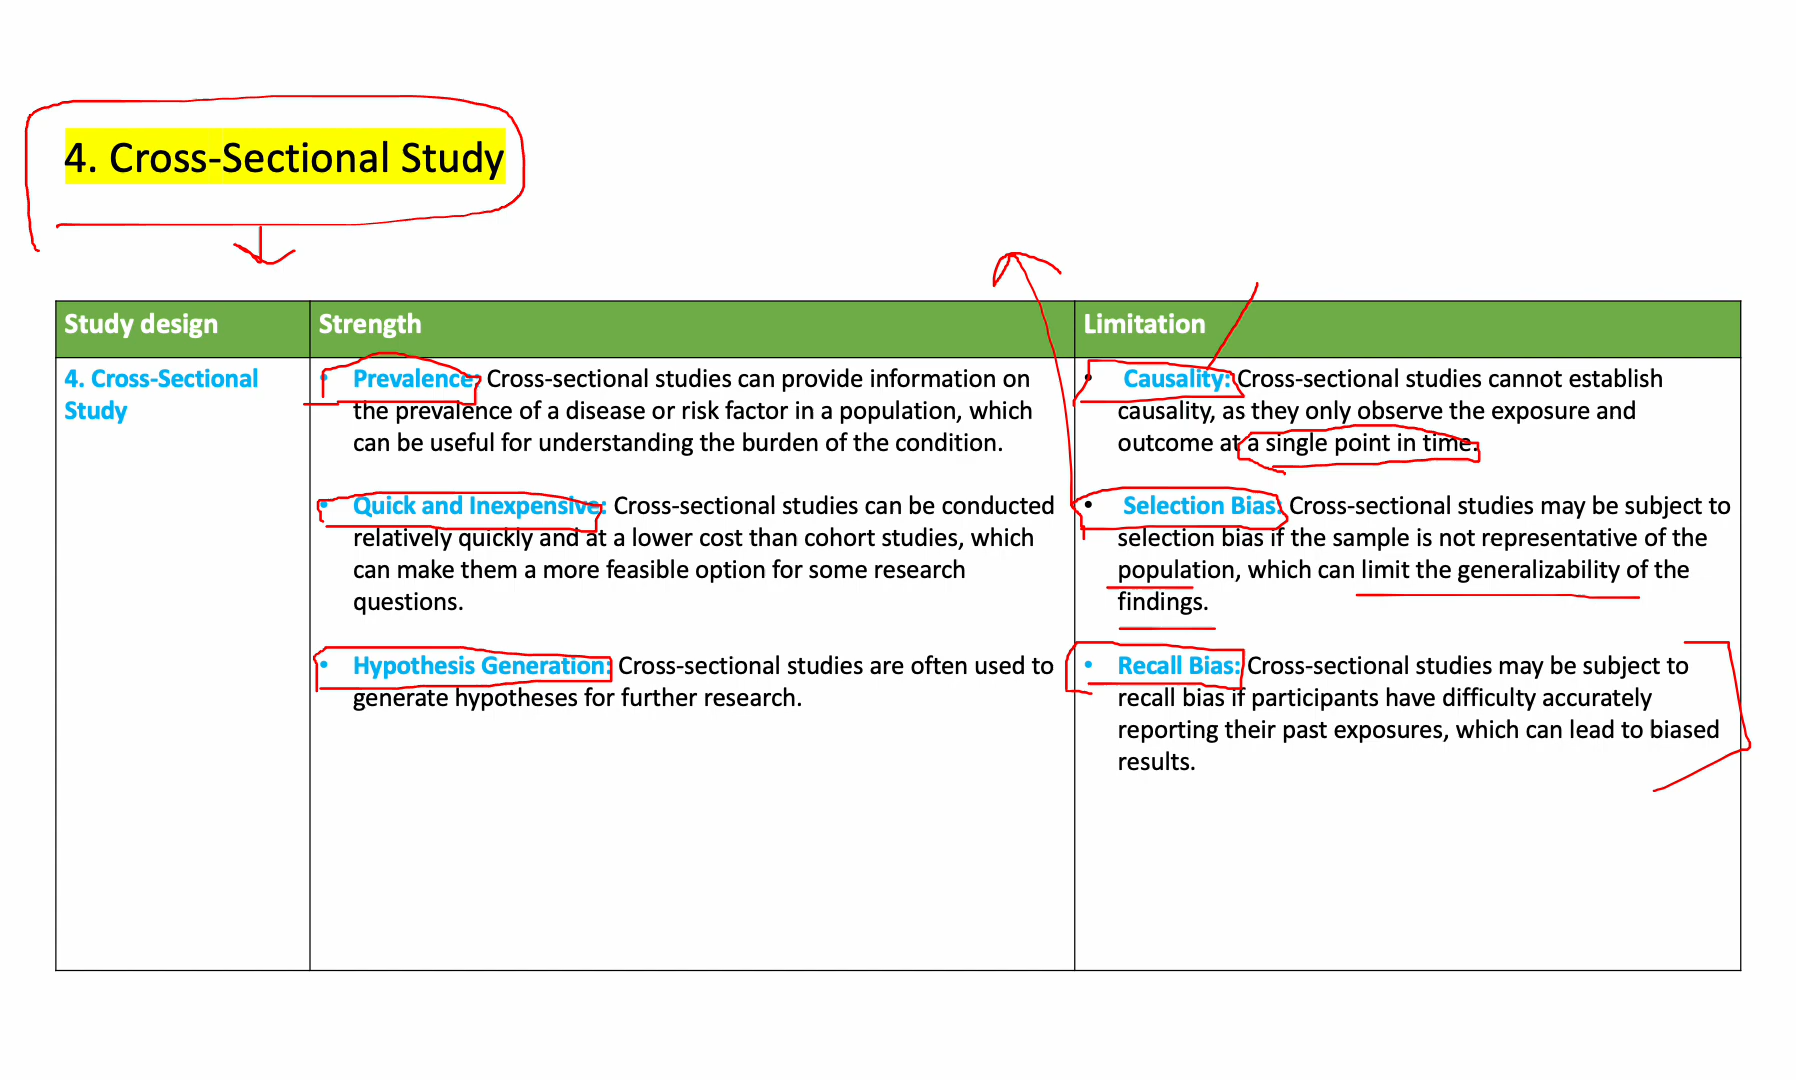 4. Cross-Sectional Study
Study design
Strength
Limitation
4. Cross-Sectional
Study
• Prevalence: Cross-sectional studies can provide information on
the prevalence of a disease or risk factor in a population, which
can be useful for understanding the burden of the condition.
• Quick and Inexpensive: Cross-sectional studies can be conducted
relatively quickly and at a lower cost than cohort studies, which
can make them a more feasible option for some research
questions.
• Hypothesis Generation: Cross-sectional studies are often used to
generate hypotheses for further research.
• Causality: Cross-sectional studies cannot establish
causality, as they only observe the exposure and
outcome at a single point in time.
• Selection Bias: Cross-sectional studies may be subject to
selection bias if the sample is not representative of the
population, which can limit the generalizability of the
findings.
• Recall Bias: Cross-sectional studies may be subject to
recall bias if participants have difficulty accurately
reporting their past exposures, which can lead to biased
results.